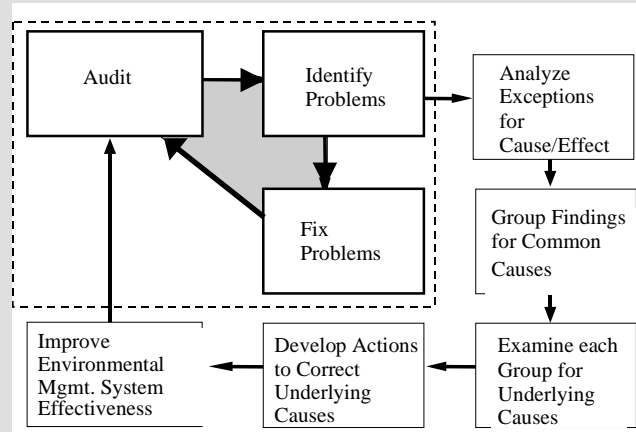 Audit
Identify
Problems
Analyze
Exceptions
for
Cause/Effect
Fix
Problems
Group Findings
for Common
Causes
Improve
Environmental
Mgmt. System
Effectiveness
Develop Actions
to Correct
Underlying
Causes
Examine each
Group for
Underlying
Causes